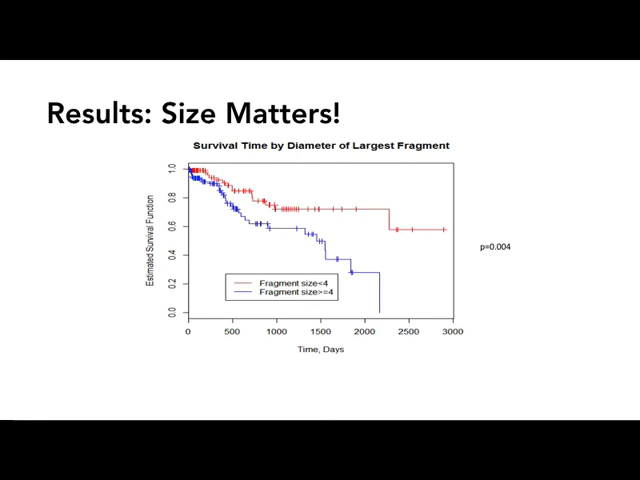 Results: Size Matters!
Survival Time by Diameter of Largest Fragment
Estimated Survival Function
1.0
0.8
0.6
0.4
0.2
0.0
p=0.004
Fragment size<4
Fragment size>=4
0 500 1000 1500 2000 2500 3000
Time, Days